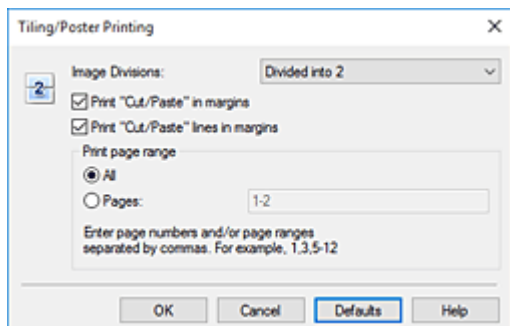 Tiling/Poster Printing
Image Divisions: Divided into 2
2
Print "Cut/Paste" in margins
Print "Cut/Paste" lines in margins
Print page range
All
Pages: 1-2
Enter page numbers and/or page ranges
separated by commas. For example, 1,3,5-12
OK Cancel Defaults Help